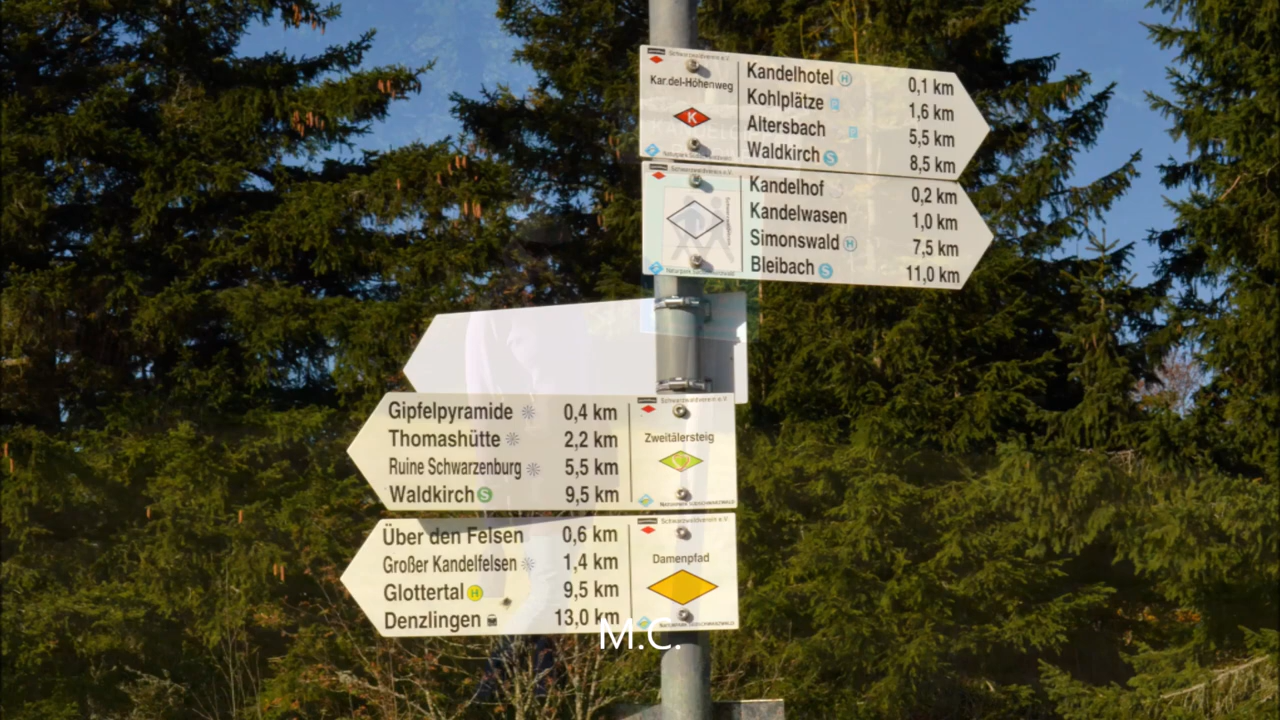 Schwarzwaldverein e.V.
Kandel-Höhenweg
K
Kandelhotel H 0,1 km
Kohlplätze P 1,6 km
Altersbach P 5,5 km
Waldkirch S 8,5 km
Naturpark Südschwarzwald
Schwarzwaldverein e.V.
Kandelhof 0,2 km
Kandelwasen 1,0 km
Simonswald H 7,5 km
Bleibach S 11,0 km
Naturpark Südschwarzwald
Schwarzwaldverein e.V.
Gipfelpyramide 0,4 km
Thomashütte 2,2 km
Ruine Schwarzenburg 5,5 km
Waldkirch S 9,5 km
Zweitälersteig
NATURPARK SÜDSCHWARZWALD
Schwarzwaldverein e.V.
Über den Felsen 0,6 km
Großer Kandelfelsen 1,4 km
Glottertal H 9,5 km
Denzlingen 13,0 km
Damenpfad
NATURPARK SÜDSCHWARZWALD
M.C.